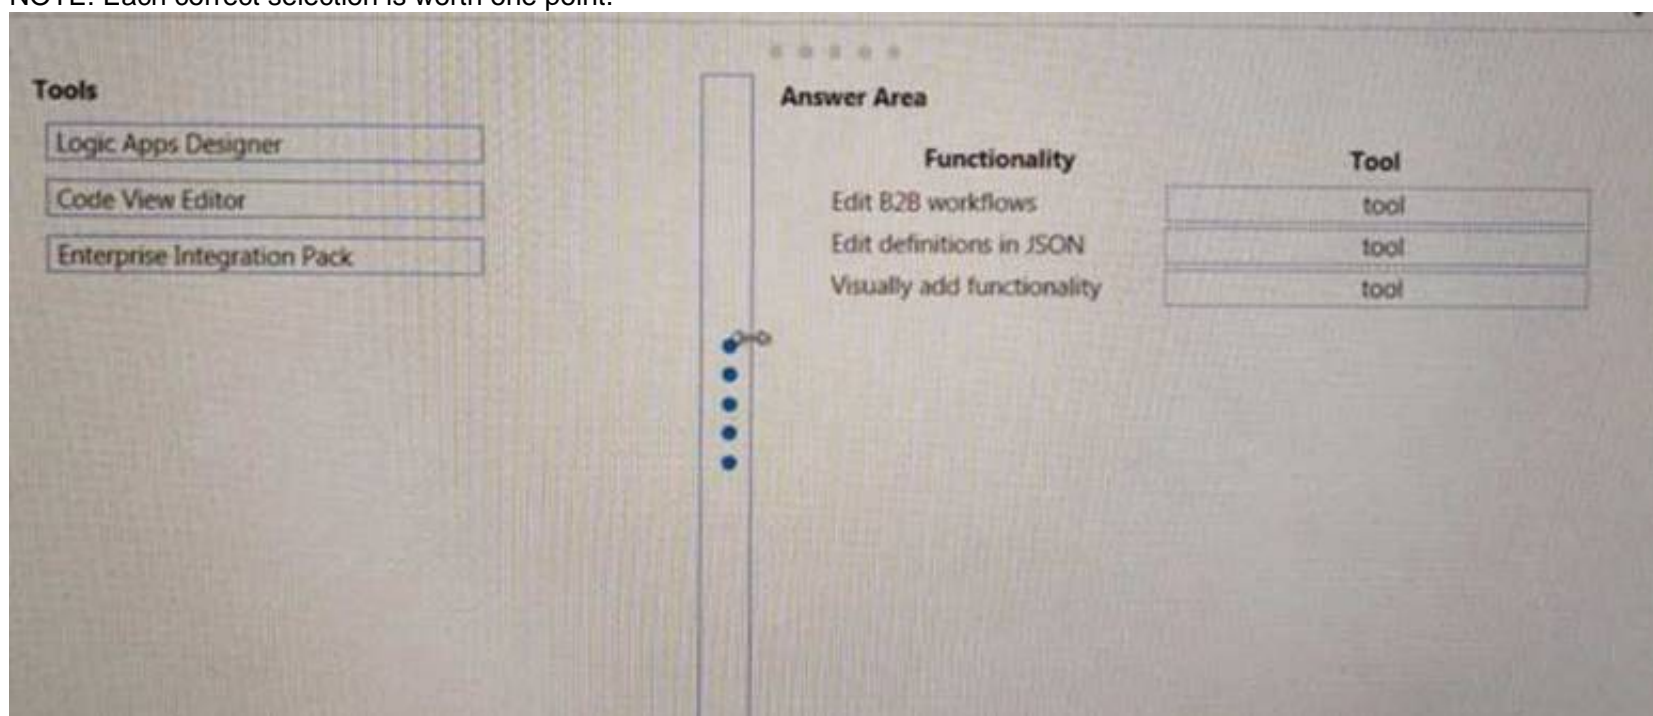 NOTE: Each correct selection is worth one point.
Tools
Logic Apps Designer
Code View Editor
Enterprise Integration Pack
Answer Area
Functionality Tool
Edit B2B workflows tool
Edit definitions in JSON tool
Visually add functionality tool